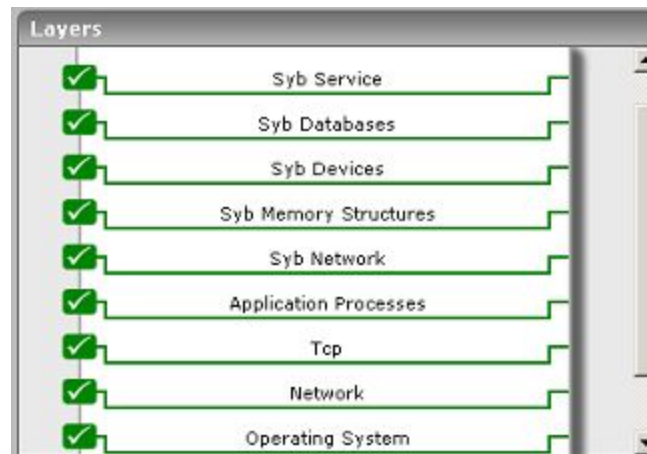 Layers
Syb Service
Syb Databases
Syb Devices
Syb Memory Structures
Syb Network
Application Processes
Tcp
Network
Operating System